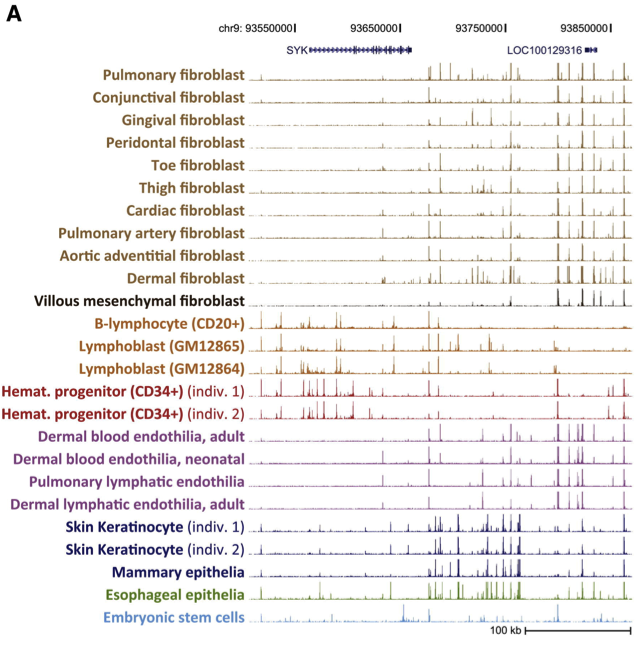 A
chr9: 93550000 93650000 93750000 93850000
SYK LOC100129316
Pulmonary fibroblast
Conjunctival fibroblast
Gingival fibroblast
Peridontal fibroblast
Toe fibroblast
Thigh fibroblast
Cardiac fibroblast
Pulmonary artery fibroblast
Aortic adventitial fibroblast
Dermal fibroblast
Villous mesenchymal fibroblast
B-lymphocyte (CD20+)
Lymphoblast (GM12865)
Lymphoblast (GM12864)
Hemat. progenitor (CD34+) (indiv. 1)
Hemat. progenitor (CD34+) (indiv. 2)
Dermal blood endothilia, adult
Dermal blood endothilia, neonatal
Pulmonary lymphatic endothilia
Dermal lymphatic endothilia, adult
Skin Keratinocyte (indiv. 1)
Skin Keratinocyte (indiv. 2)
Mammary epithelia
Esophageal epithelia
Embryonic stem cells
100 kb